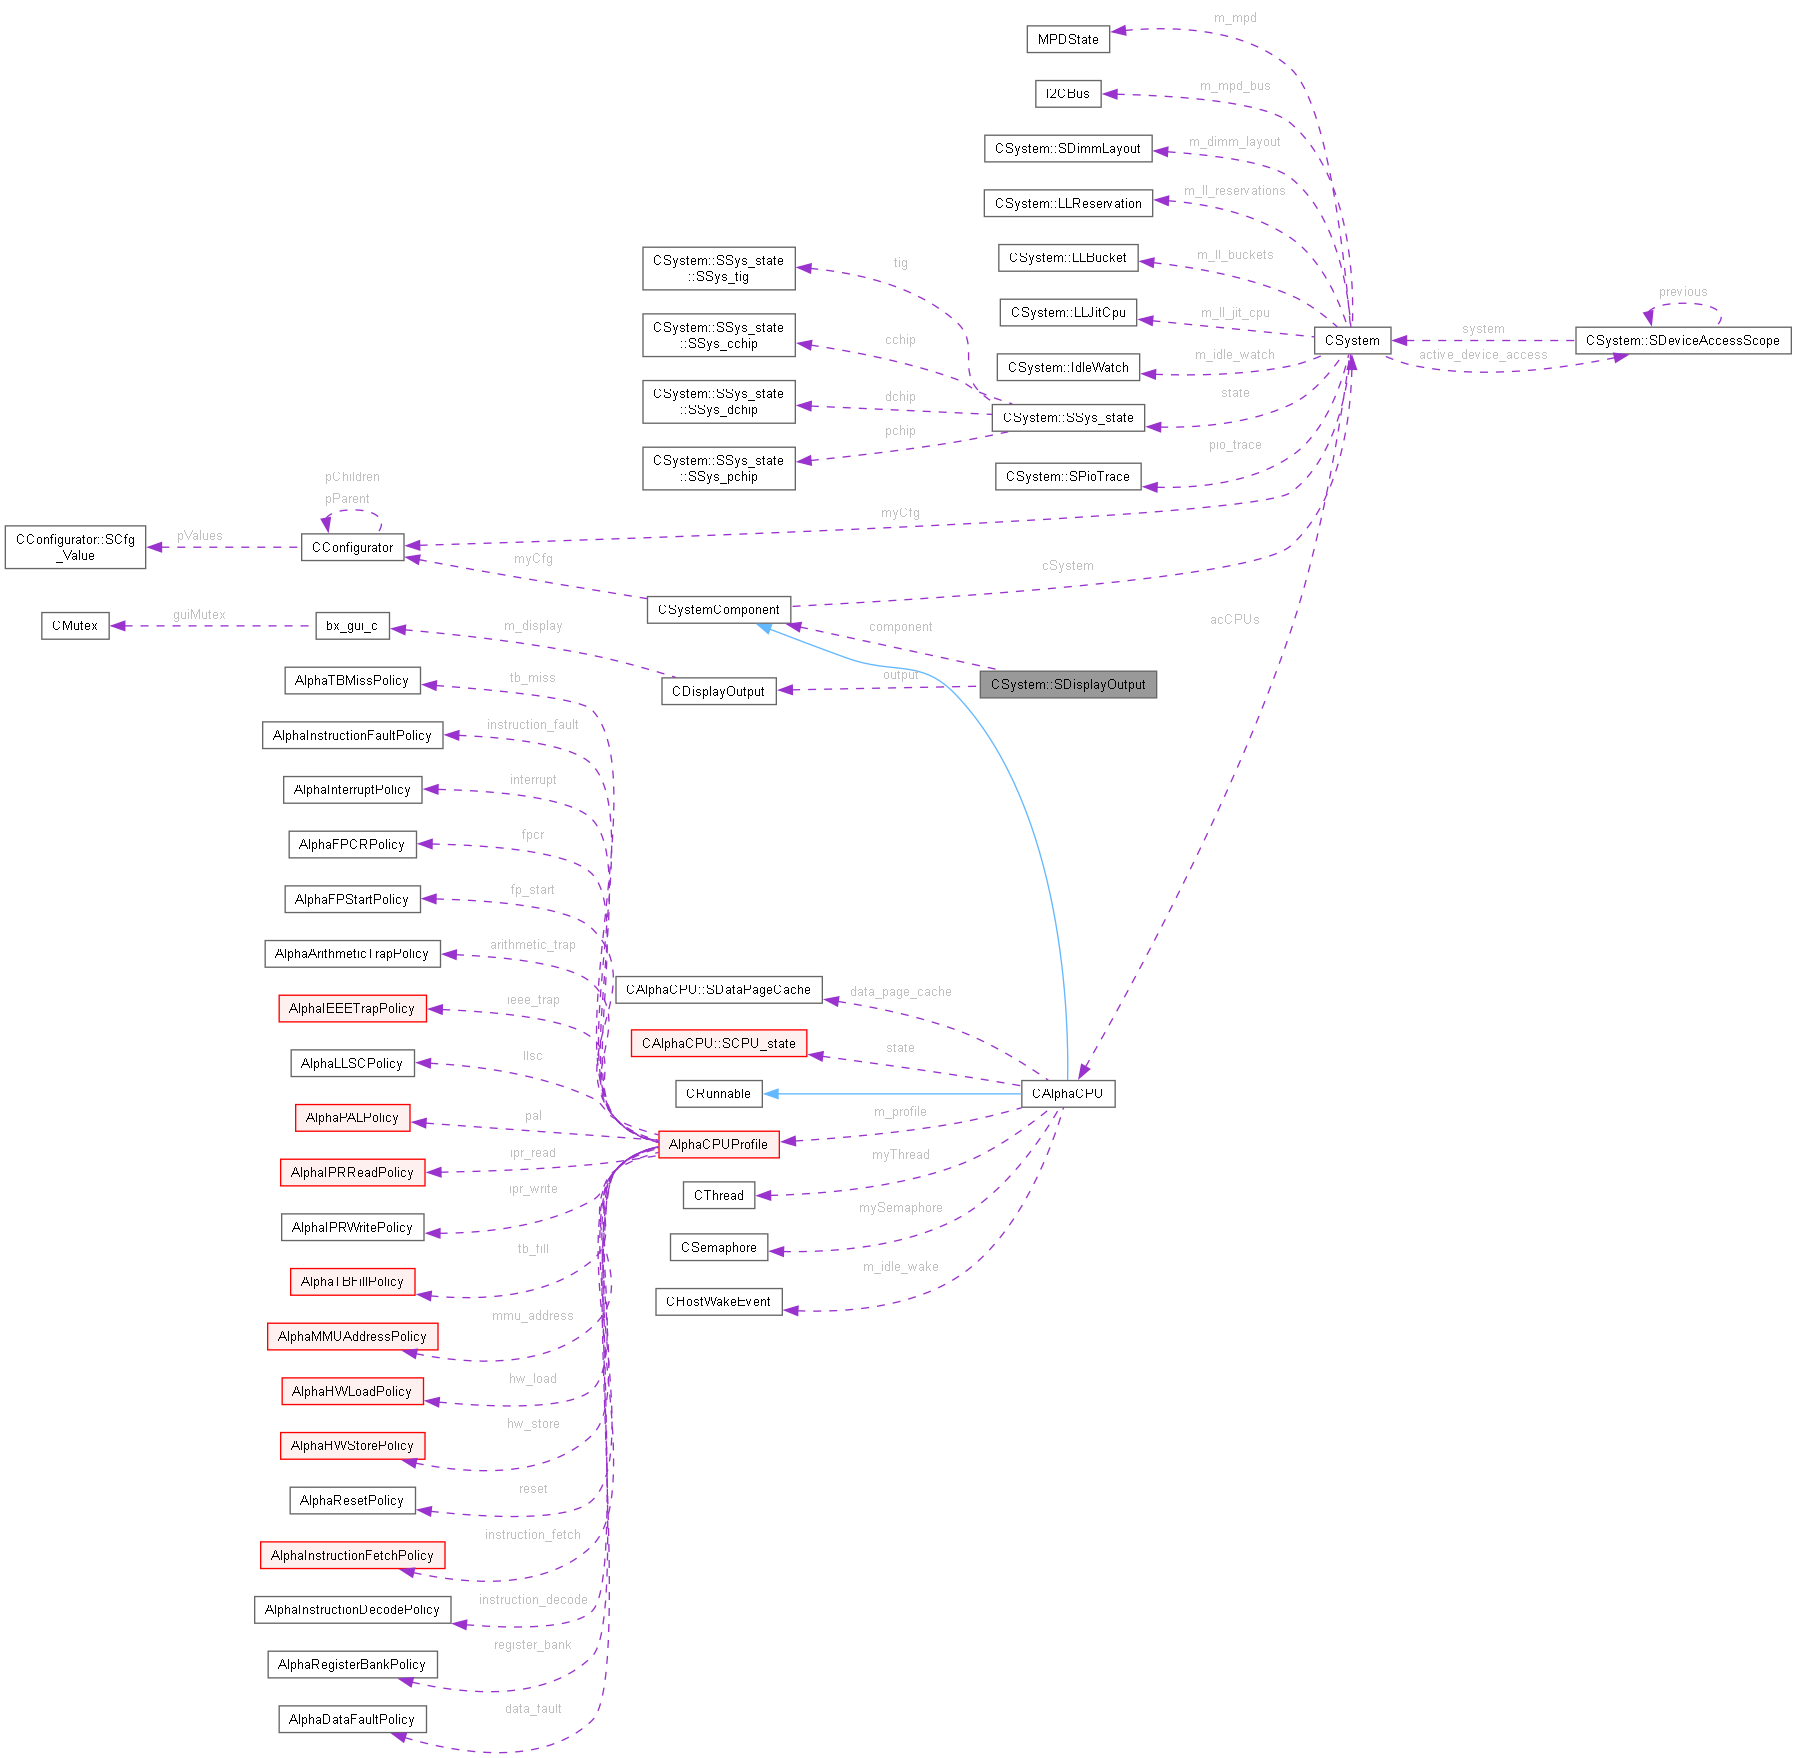 m_mpd
MPDState
m_mpd_bus
I2CBus
m_dimm_layout
CSystem::SDimmLayout
m_ll_reservations
CSystem::LLReservation
m_ll_buckets
CSystem::LLBucket
CSystem::SSys_state
::SSys_tig
tig
previous
m_ll_jit_cpu
CSystem::LLJitCpu
CSystem::SSys_state
::SSys_cchip
cchip
system
CSystem
CSystem::SDeviceAccessScope
m_idle_watch
active_device_access
CSystem::IdleWatch
CSystem::SSys_state
::SSys_dchip
dchip
state
CSystem::SSys_state
pchip
pio_trace
CSystem::SSys_state
::SSys_pchip
CSystem::SPioTrace
pChildren
pParent
myCfg
CConfigurator::SCfg
_Value
pValues
CConfigurator
myCfg
cSystem
CSystemComponent
guiMutex
CMutex
bx_gui_c
m_display
component
acCPUs
AlphaTBMissPolicy
tb_miss
output
CDisplayOutput
CSystem::SDisplayOutput
instruction_fault
AlphaInstructionFaultPolicy
interrupt
AlphaInterruptPolicy
fpcr
AlphaFPCRPolicy
fp_start
AlphaFPStartPolicy
arithmetic_trap
AlphaArithmeticTrapPolicy
CAlphaCPU::SDataPageCache
data_page_cache
ieee_trap
AlphaIEEETrapPolicy
CAlphaCPU::SCPU_state
state
llsc
AlphaLLSCPolicy
CRunnable
CAlphaCPU
pal
AlphaPALPolicy
m_profile
AlphaCPUProfile
ipr_read
AlphaIPRReadPolicy
myThread
CThread
ipr_write
AlphaIPRWritePolicy
mySemaphore
CSemaphore
tb_fill
AlphaTBFillPolicy
m_idle_wake
CHostWakeEvent
mmu_address
AlphaMMUAddressPolicy
hw_load
AlphaHWLoadPolicy
hw_store
AlphaHWStorePolicy
reset
AlphaResetPolicy
instruction_fetch
AlphaInstructionFetchPolicy
instruction_decode
AlphaInstructionDecodePolicy
register_bank
AlphaRegisterBankPolicy
data_fault
AlphaDataFaultPolicy